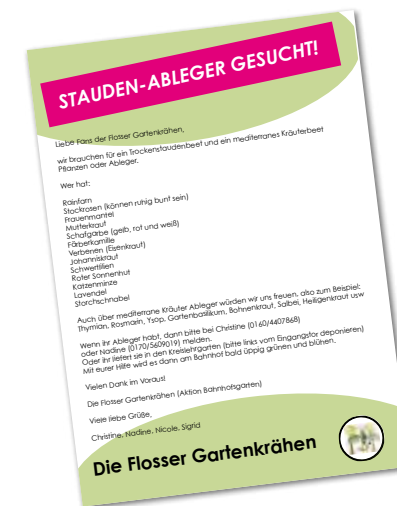 STAUDEN-ABLEGER GESUCHT!
Liebe Fans der Flosser Gartenkrähen,
wir brauchen für ein Trockenstaudenbeet und ein mediterranes Kräuterbeet
Pflanzen oder Ableger.
Wer hat:
Rainfarn
Stockrosen (können ruhig bunt sein)
Frauenmantel
Mutterkraut
Schafgarbe (gelb, rot und weiß)
Färberkamille
Verbenen (Eisenkraut)
Johanniskraut
Schwertlilien
Roter Sonnenhut
Katzenminze
Lavendel
Storchschnabel
Auch über mediterrane Kräuter Ableger würden wir uns freuen, also zum Beispiel:
Thymian, Rosmarin, Ysop, Gartenbasilikum, Bohnenkraut, Salbei, Heiligenkraut usw
Wenn ihr Ableger habt, dann bitte bei Christine (0160/4407868)
oder Nadine (0170/5609019) melden.
Oder ihr liefert sie in den Kreislehrgarten (bitte links vom Eingangstor deponieren)
Mit eurer Hilfe wird es dann am Bahnhof bald üppig grünen und blühen.
Vielen Dank im Voraus!
Die Flosser Gartenkrähen (Aktion Bahnhofsgarten)
Viele liebe Grüße,
Christine, Nadine, Nicole, Sigrid
Die Flosser Gartenkrähen